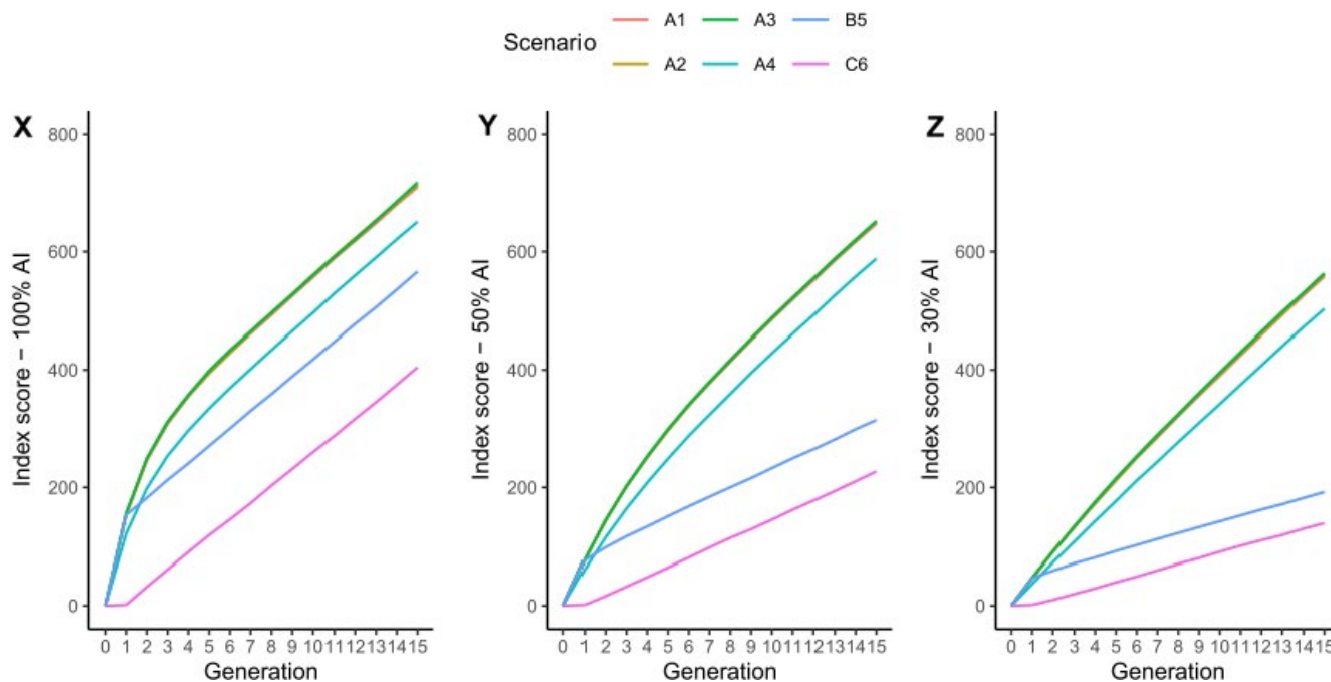 Scenario
A1 A3 B5
A2 A4 C6
X
800
600
400
200
0
Index score − 100% AI
0 1 2 3 4 5 6 7 8 9 10 11 12 13 14 15
Generation
Y
800
600
400
200
0
Index score − 50% AI
0 1 2 3 4 5 6 7 8 9 10 11 12 13 14 15
Generation
Z
800
600
400
200
0
Index score − 30% AI
0 1 2 3 4 5 6 7 8 9 10 11 12 13 14 15
Generation